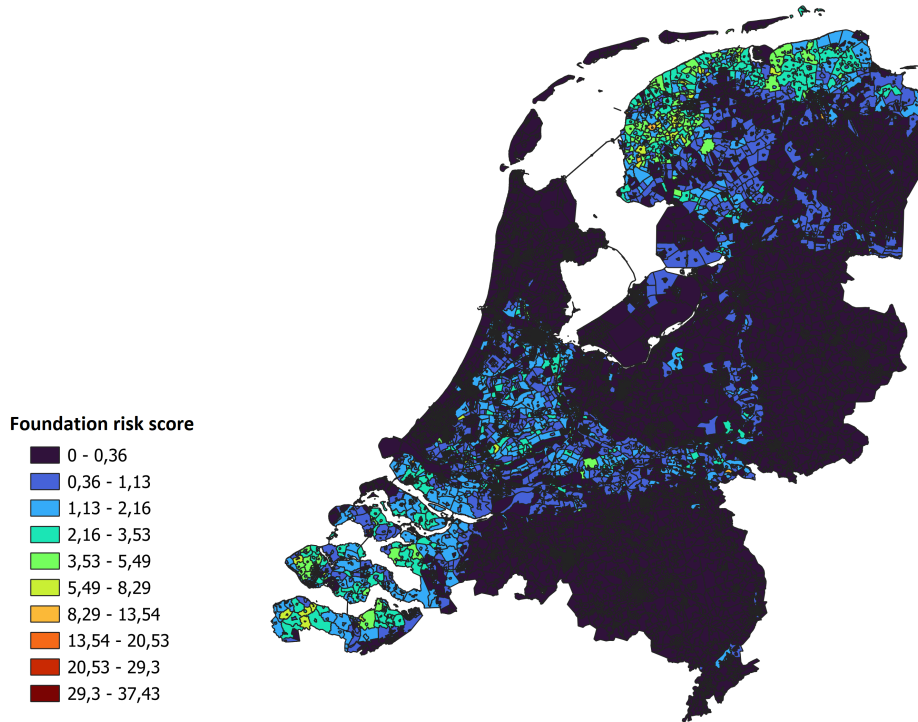 Foundation risk score
0 - 0,36
0,36 - 1,13
1,13 - 2,16
2,16 - 3,53
3,53 - 5,49
5,49 - 8,29
8,29 - 13,54
13,54 - 20,53
20,53 - 29,3
29,3 - 37,43